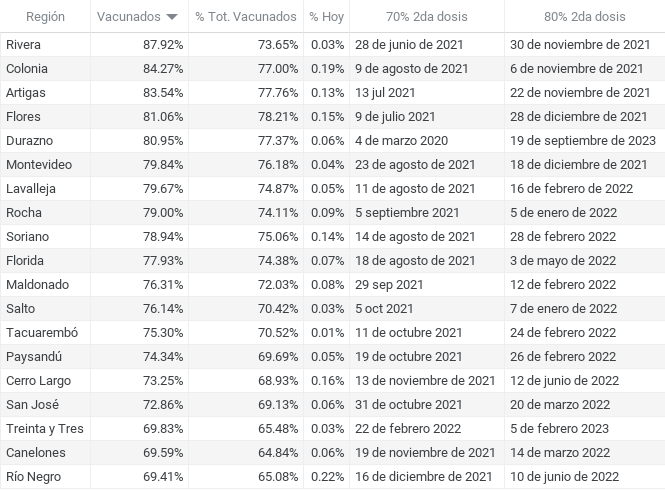 Región Vacunados % Tot. Vacunados % Hoy 70% 2da dosis 80% 2da dosis
Rivera 87.92% 73.65% 0.03% 28 de junio de 2021 30 de noviembre de 2021
Colonia 84.27% 77.00% 0.19% 9 de agosto de 2021 6 de noviembre de 2021
Artigas 83.54% 77.76% 0.13% 13 jul 2021 22 de noviembre de 2021
Flores 81.06% 78.21% 0.15% 9 de julio 2021 28 de diciembre de 2021
Durazno 80.95% 77.37% 0.06% 4 de marzo 2020 19 de septiembre de 2023
Montevideo 79.84% 76.18% 0.04% 23 de agosto de 2021 18 de diciembre de 2021
Lavalleja 79.67% 74.87% 0.05% 11 de agosto de 2021 16 de febrero de 2022
Rocha 79.00% 74.11% 0.09% 5 septiembre 2021 5 de enero de 2022
Soriano 78.94% 75.06% 0.14% 14 de agosto de 2021 28 de febrero 2022
Florida 77.93% 74.38% 0.07% 18 de agosto de 2021 3 de mayo de 2022
Maldonado 76.31% 72.03% 0.08% 29 sep 2021 12 de febrero 2022
Salto 76.14% 70.42% 0.03% 5 oct 2021 7 de enero de 2022
Tacuarembó 75.30% 70.52% 0.01% 11 de octubre 2021 24 de febrero 2022
Paysandú 74.34% 69.69% 0.05% 19 de octubre 2021 26 de febrero 2022
Cerro Largo 73.25% 68.93% 0.16% 13 de noviembre de 2021 12 de junio de 2022
San José 72.86% 69.13% 0.06% 31 de octubre 2021 20 de marzo 2022
Treinta y Tres 69.83% 65.48% 0.03% 22 de febrero 2022 5 de febrero 2023
Canelones 69.59% 64.84% 0.06% 19 de noviembre de 2021 14 de marzo 2022
Río Negro 69.41% 65.08% 0.22% 16 de diciembre de 2021 10 de junio de 2022